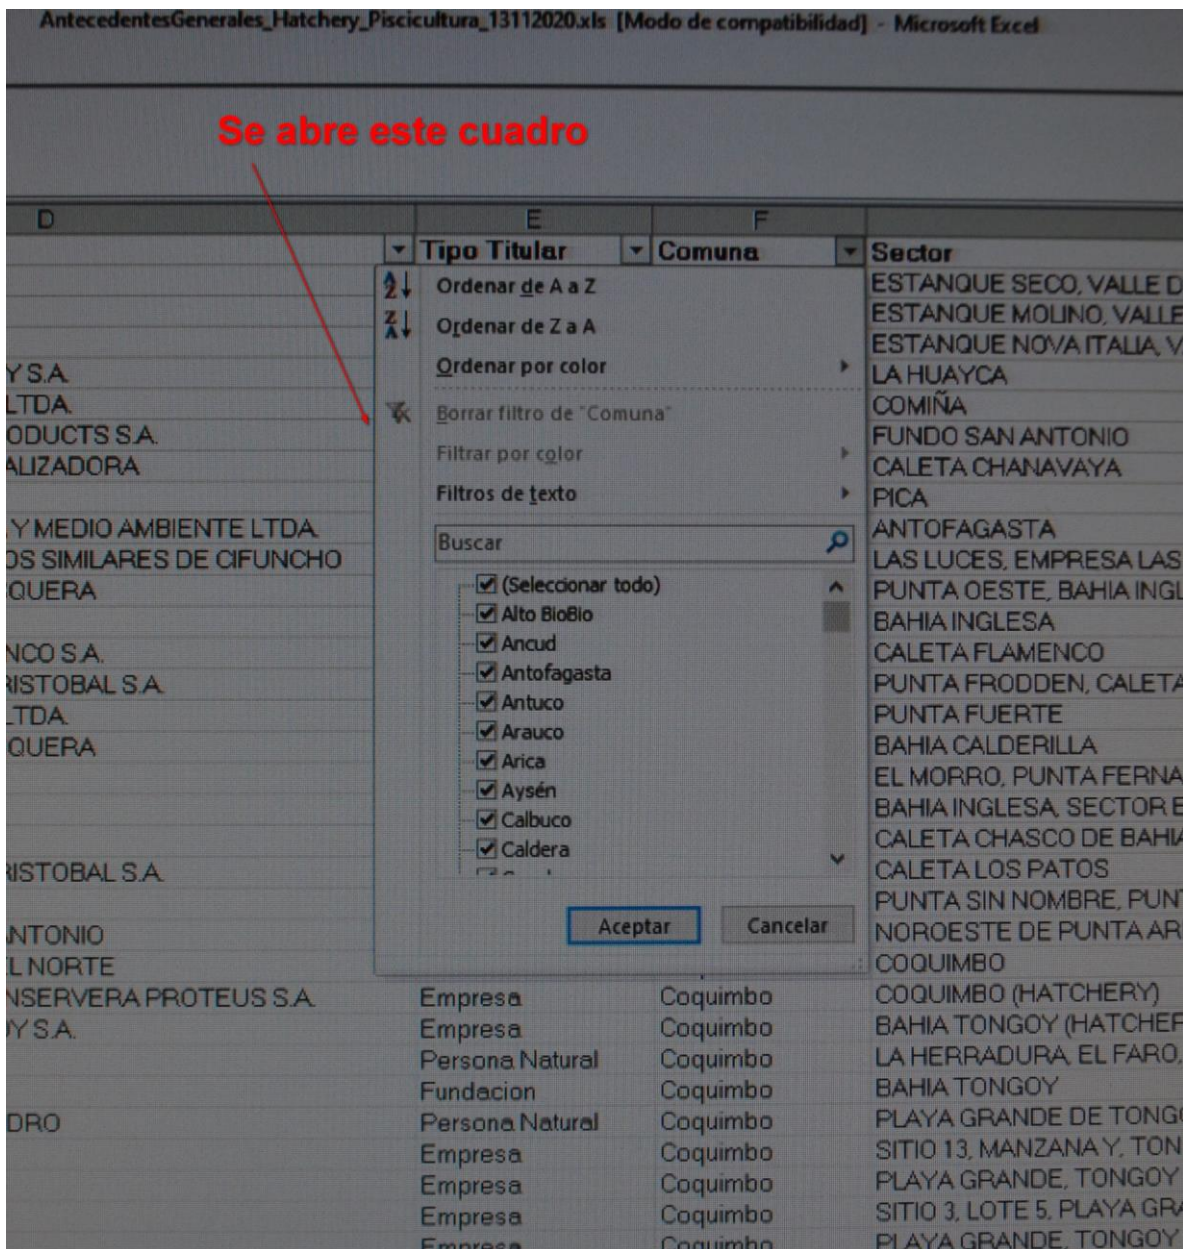 AntecedentesGenerales_Hatchery_Piscicultura_13112020.xls [Modo de compatibilidad] - Microsoft Excel
Se abre este cuadro
D E F
Tipo Titular Comuna Sector
Ordenar de A a Z
Ordenar de Z a A
Ordenar por color
Borrar filtro de "Comuna"
Filtrar por color
Filtros de texto
Buscar
(Seleccionar todo)
Alto BioBio
Ancud
Antofagasta
Antuco
Arauco
Arica
Aysén
Calbuco
Caldera
Aceptar Cancelar
Y S.A.
LTDA.
ODUCTS S.A.
ALIZADORA
Y MEDIO AMBIENTE LTDA.
OS SIMILARES DE CIFUNCHO
QUERA
NCO S.A.
RISTOBAL S.A.
LTDA.
QUERA
RISTOBAL S.A.
ANTONIO
EL NORTE
ESTANQUE SECO, VALLE D
ESTANQUE MOLINO, VALLE
ESTANQUE NOVA ITALIA, V
LA HUAYCA
COMIÑA
FUNDO SAN ANTONIO
CALETA CHANAVAYA
PICA
ANTOFAGASTA
LAS LUCES, EMPRESA LAS
PUNTA OESTE, BAHIA INGL
BAHIA INGLESA
CALETA FLAMENCO
PUNTA FRODDEN, CALETA
PUNTA FUERTE
BAHIA CALDERILLA
EL MORRO, PUNTA FERNA
BAHIA INGLESA, SECTOR E
CALETA CHASCO DE BAHIA
CALETA LOS PATOS
PUNTA SIN NOMBRE, PUNT
NOROESTE DE PUNTA AR
COQUIMBO
NSERVERA PROTEUS S.A. Empresa Coquimbo COQUIMBO (HATCHERY)
OY S.A. Empresa Coquimbo BAHIA TONGOY (HATCHER
Persona Natural Coquimbo LA HERRADURA, EL FARO,
Fundacion Coquimbo BAHIA TONGOY
DRO Persona Natural Coquimbo PLAYA GRANDE DE TONGO
Empresa Coquimbo SITIO 13, MANZANA Y, TON
Empresa Coquimbo PLAYA GRANDE, TONGOY
Empresa Coquimbo SITIO 3, LOTE 5, PLAYA GRA
Empresa Coquimbo PLAYA GRANDE, TONGOY